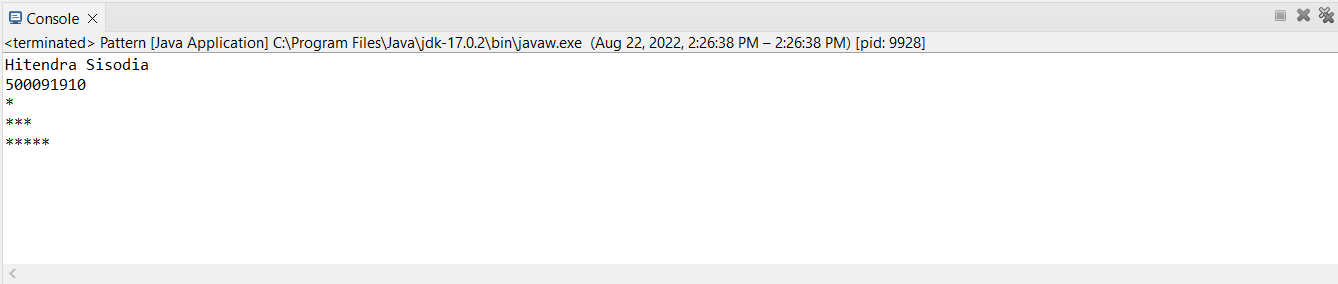 Console
<terminated> Pattern [Java Application] C:\Program Files\Java\jdk-17.0.2\bin\javaw.exe  (Aug 22, 2022, 2:26:38 PM – 2:26:38 PM) [pid: 9928]
Hitendra Sisodia
500091910
*
***
*****